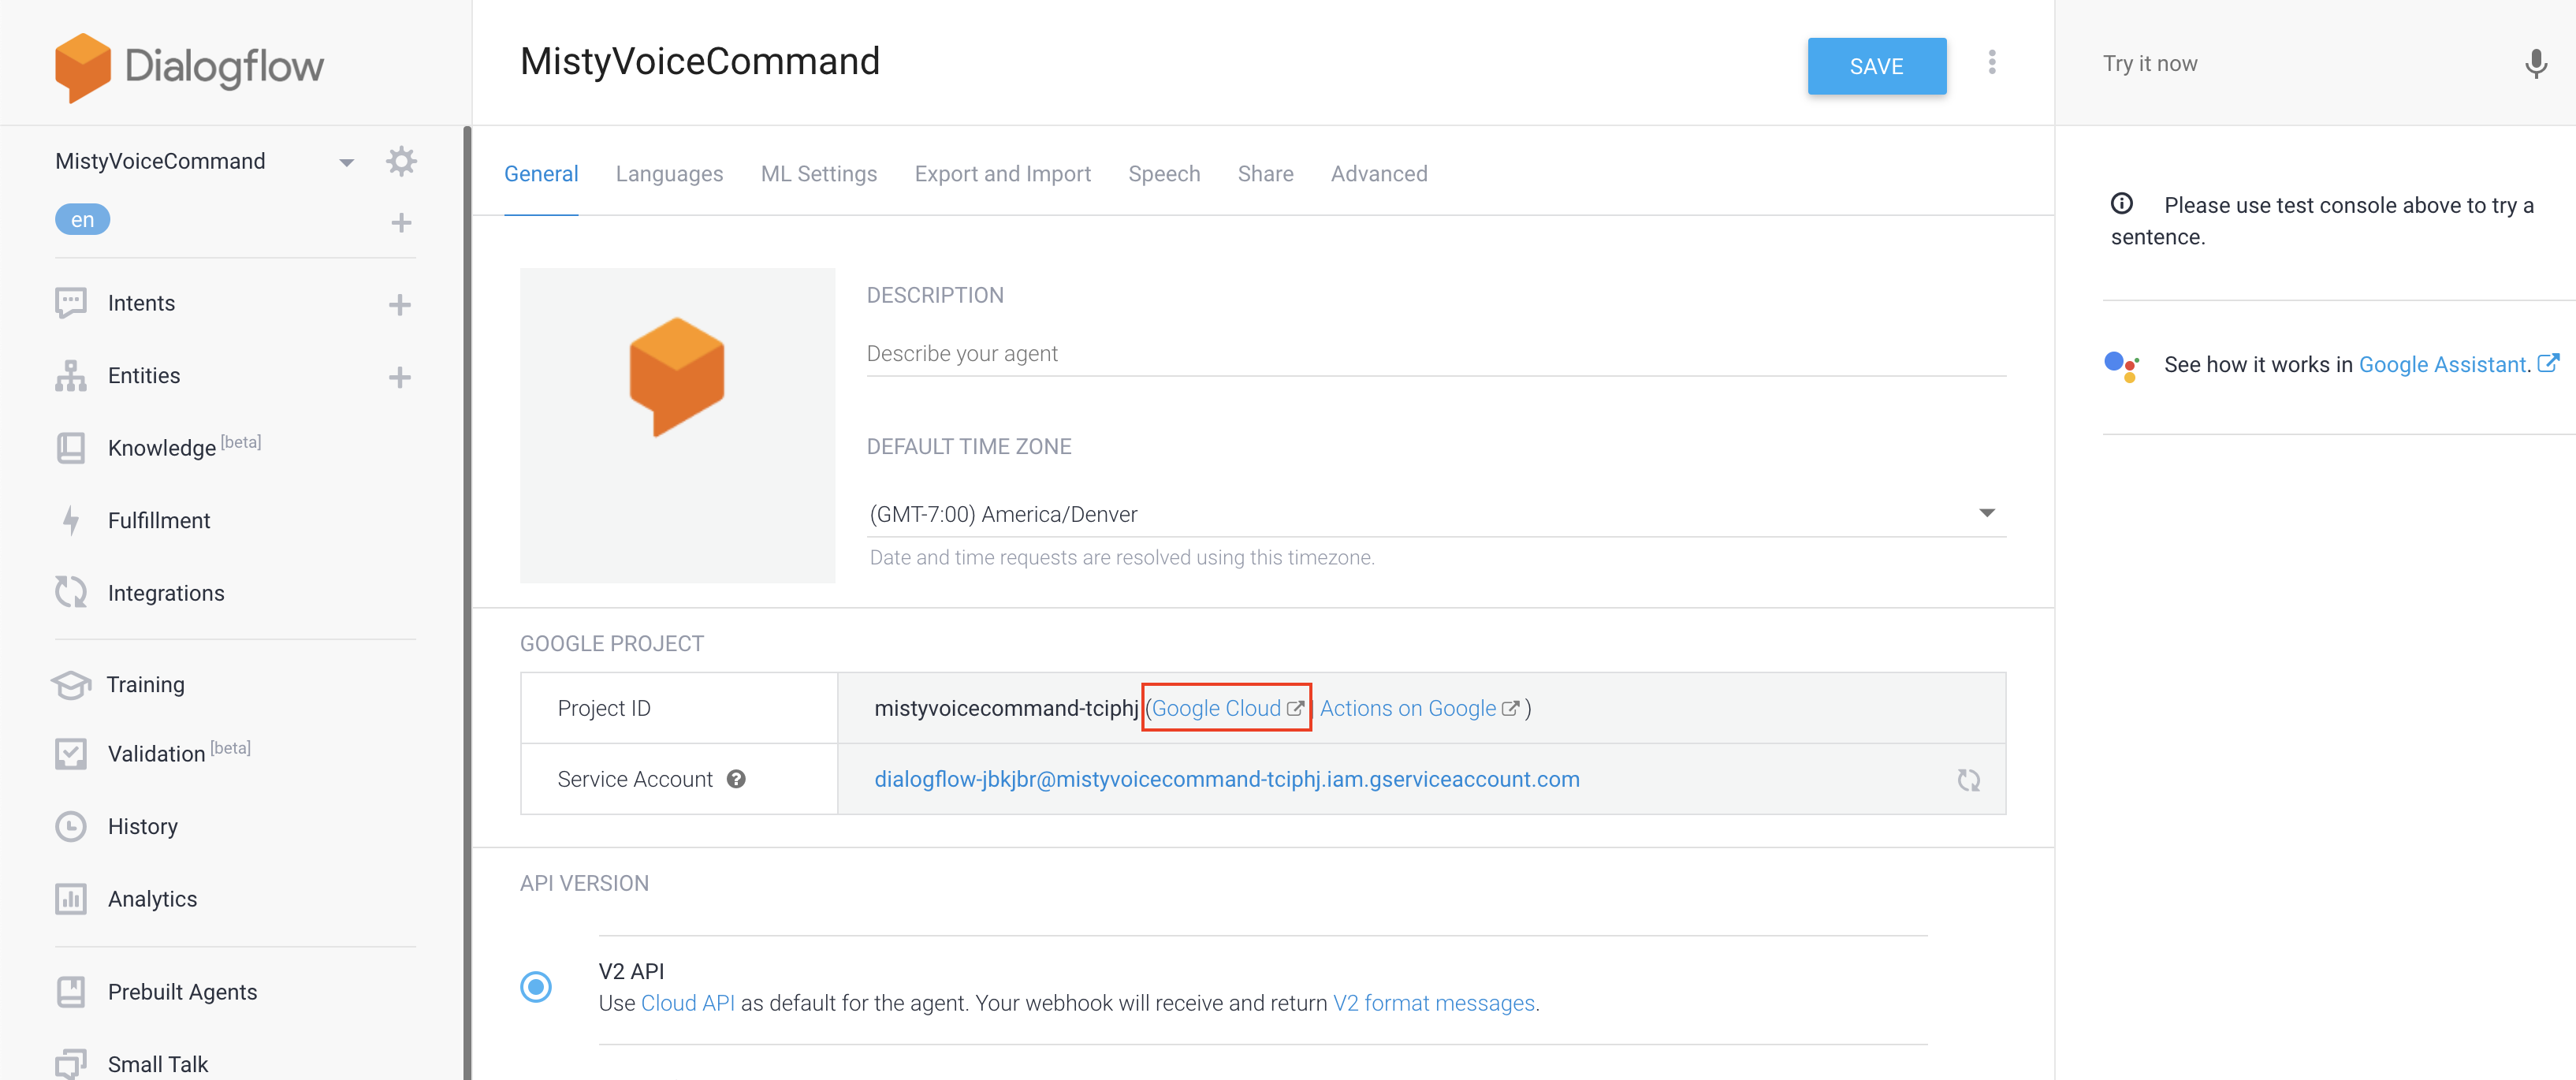 Dialogflow
MistyVoiceCommand
en
Intents
Entities
Knowledge [beta]
Fulfillment
Integrations
Training
Validation [beta]
History
Analytics
Prebuilt Agents
Small Talk
MistyVoiceCommand
SAVE
General Languages ML Settings Export and Import Speech Share Advanced
DESCRIPTION
Describe your agent
DEFAULT TIME ZONE
(GMT-7:00) America/Denver
Date and time requests are resolved using this timezone.
GOOGLE PROJECT
Project ID mistyvoicecommand-tciphj (Google Cloud Actions on Google )
Service Account dialogflow-jbkjbr@mistyvoicecommand-tciphj.iam.gserviceaccount.com
API VERSION
V2 API
Use Cloud API as default for the agent. Your webhook will receive and return V2 format messages.
Try it now
Please use test console above to try a
sentence.
See how it works in Google Assistant.